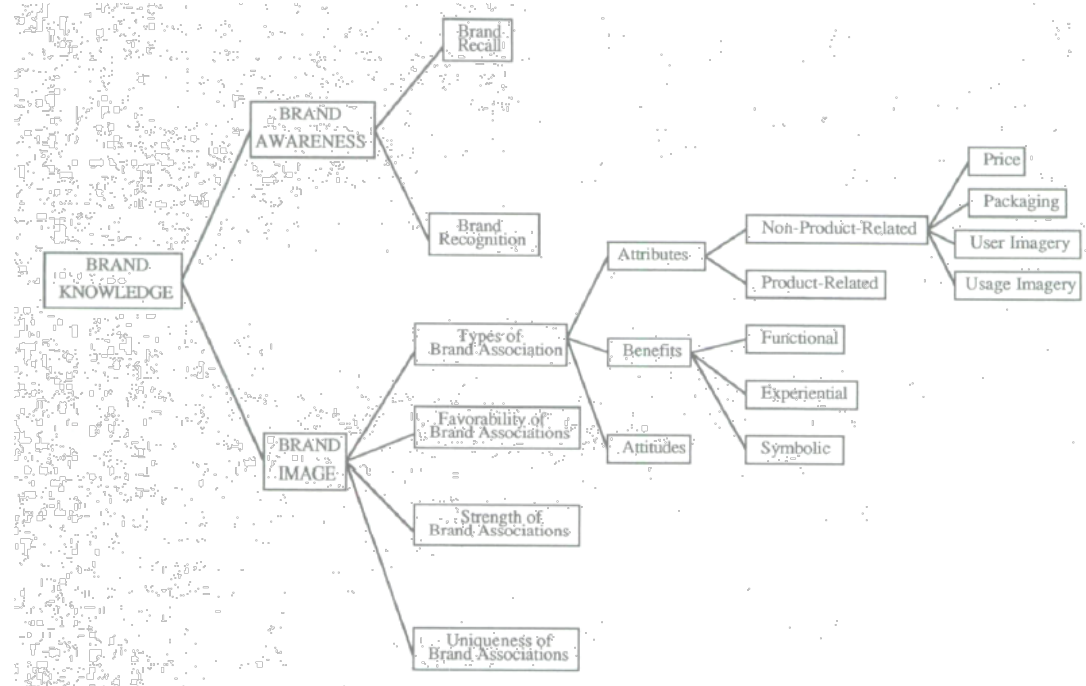 Brand
Recall
BRAND
AWARENESS
Brand
Recognition
BRAND
KNOWLEDGE
Price
Packaging
Non-Product-Related
User Imagery
Attributes
Product-Related
Usage Imagery
Types of
Brand Association
Benefits
Functional
Experiential
Favorability of
Brand Associations
BRAND
IMAGE
Attitudes
Symbolic
Strength of
Brand Associations
Uniqueness of
Brand Associations